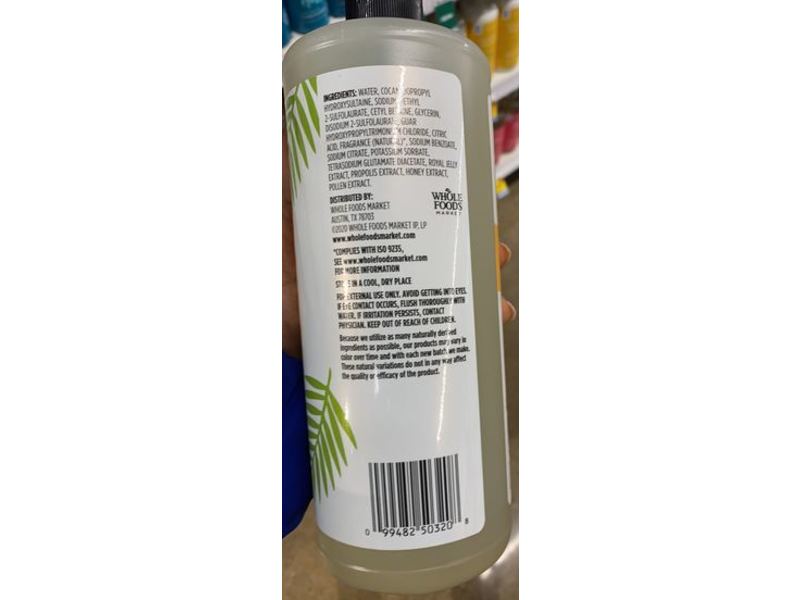 INGREDIENTS: WATER, COCAMIDOPROPYL
HYDROXYSULTAINE, SODIUM METHYL
2-SULFOLAURATE, CETYL BETAINE, GLYCERIN,
DISODIUM 2-SULFOLAURATE, GUAR
HYDROXYPROPYLTRIMONIUM CHLORIDE, CITRIC
ACID, FRAGRANCE (NATURAL)*, SODIUM BENZOATE,
SODIUM CITRATE, POTASSIUM SORBATE,
TETRASODIUM GLUTAMATE DIACETATE, ROYAL JELLY
EXTRACT, PROPOLIS EXTRACT, HONEY EXTRACT,
POLLEN EXTRACT.
DISTRIBUTED BY:
WHOLE FOODS MARKET
AUSTIN, TX 78703
©2020 WHOLE FOODS MARKET IP, LP
www.wholefoodsmarket.com
WHOLE
FOODS
MARKET
*COMPLIES WITH ISO 9235,
SEE www.wholefoodsmarket.com
FOR MORE INFORMATION
STORE IN A COOL, DRY PLACE
FOR EXTERNAL USE ONLY. AVOID GETTING INTO EYES.
IF EYE CONTACT OCCURS, FLUSH THOROUGHLY WITH
WATER. IF IRRITATION PERSISTS, CONTACT
PHYSICIAN. KEEP OUT OF REACH OF CHILDREN.
Because we utilize as many naturally derived
ingredients as possible, our products may vary in
color over time and with each new batch we make.
These natural variations do not in any way affect
the quality or efficacy of the product.
0 99482 50320 8